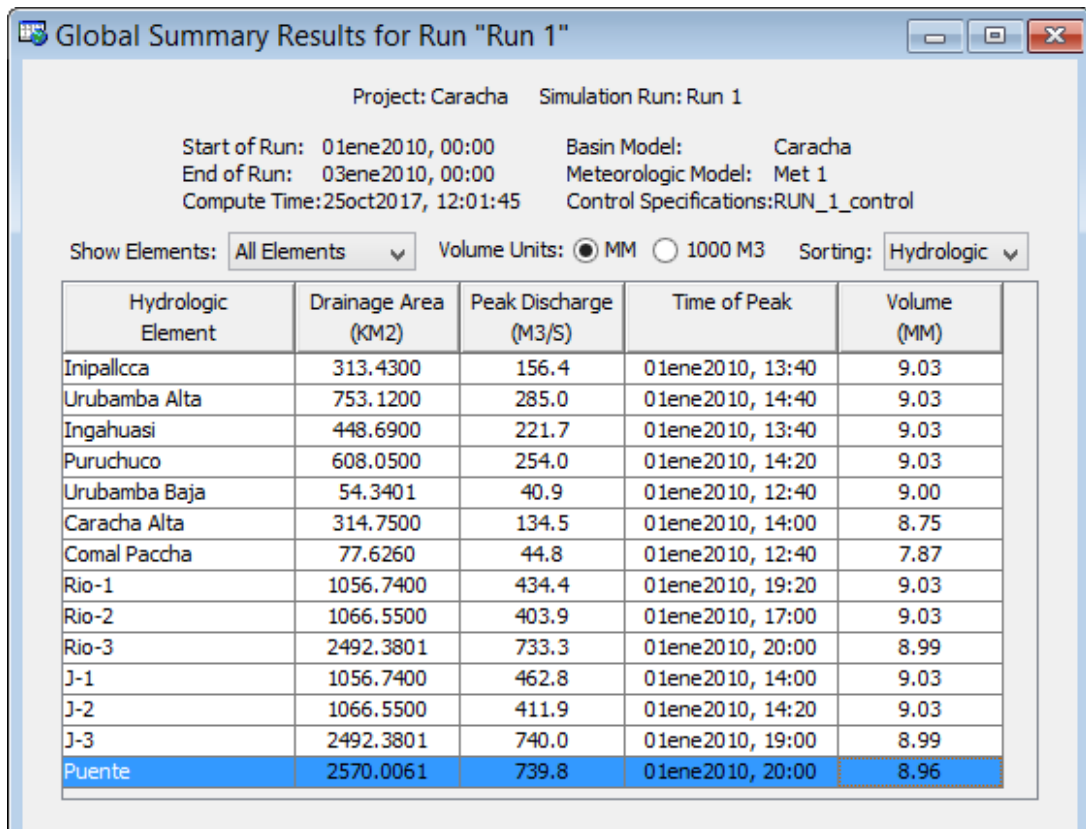 Global Summary Results for Run "Run 1"
Project: Caracha Simulation Run: Run 1
Start of Run: 01ene2010, 00:00 Basin Model: Caracha
End of Run: 03ene2010, 00:00 Meteorologic Model: Met 1
Compute Time:25oct2017, 12:01:45 Control Specifications:RUN_1_control
Show Elements: All Elements Volume Units: MM 1000 M3 Sorting: Hydrologic
Hydrologic Drainage Area Peak Discharge Time of Peak Volume
Element (KM2) (M3/S) (MM)
Inipallcca 313.4300 156.4 01ene2010, 13:40 9.03
Urubamba Alta 753.1200 285.0 01ene2010, 14:40 9.03
Ingahuasi 448.6900 221.7 01ene2010, 13:40 9.03
Puruchuco 608.0500 254.0 01ene2010, 14:20 9.03
Urubamba Baja 54.3401 40.9 01ene2010, 12:40 9.00
Caracha Alta 314.7500 134.5 01ene2010, 14:00 8.75
Comal Paccha 77.6260 44.8 01ene2010, 12:40 7.87
Rio-1 1056.7400 434.4 01ene2010, 19:20 9.03
Rio-2 1066.5500 403.9 01ene2010, 17:00 9.03
Rio-3 2492.3801 733.3 01ene2010, 20:00 8.99
J-1 1056.7400 462.8 01ene2010, 14:00 9.03
J-2 1066.5500 411.9 01ene2010, 14:20 9.03
J-3 2492.3801 740.0 01ene2010, 19:00 8.99
Puente 2570.0061 739.8 01ene2010, 20:00 8.96